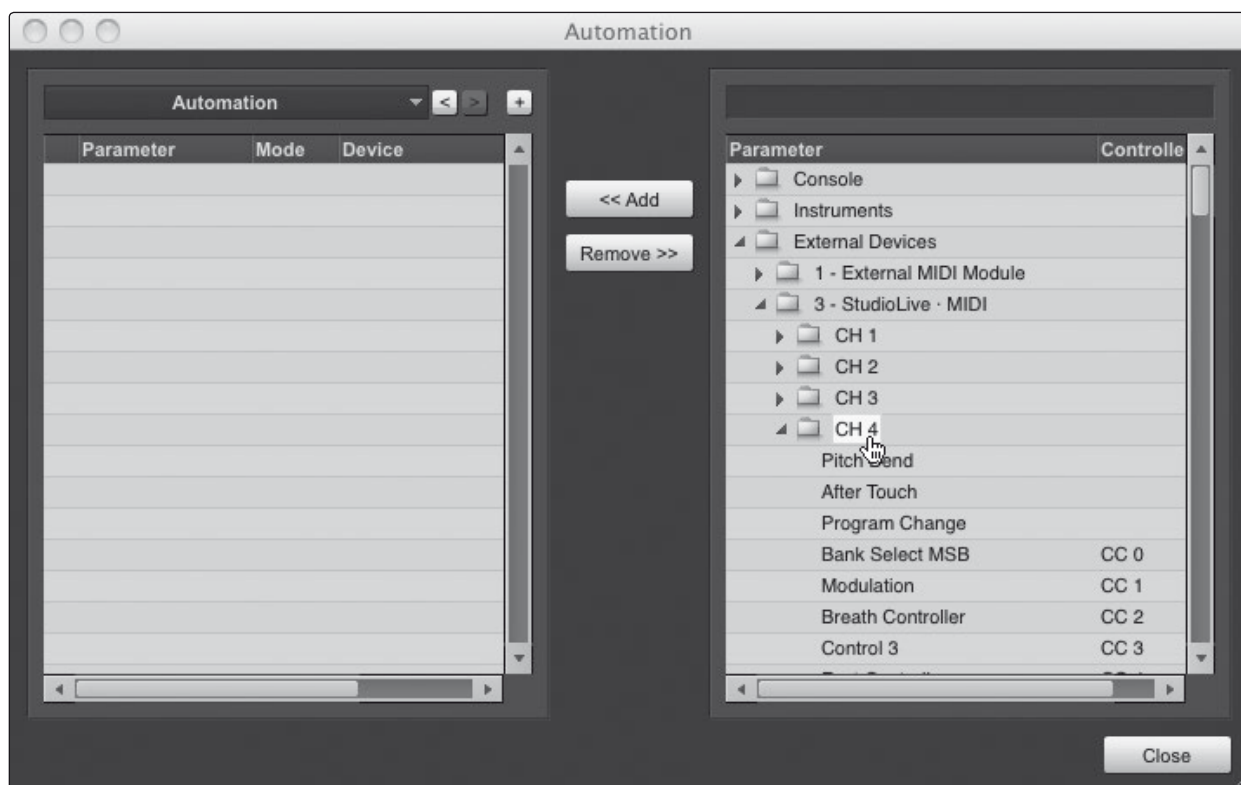 Automation
Automation < > +
Parameter Mode Device
<< Add
Remove >>
Parameter Controlle
Console
Instruments
External Devices
1 - External MIDI Module
3 - StudioLive · MIDI
CH 1
CH 2
CH 3
CH 4
Pitch Bend
After Touch
Program Change
Bank Select MSB CC 0
Modulation CC 1
Breath Controller CC 2
Control 3 CC 3
Close